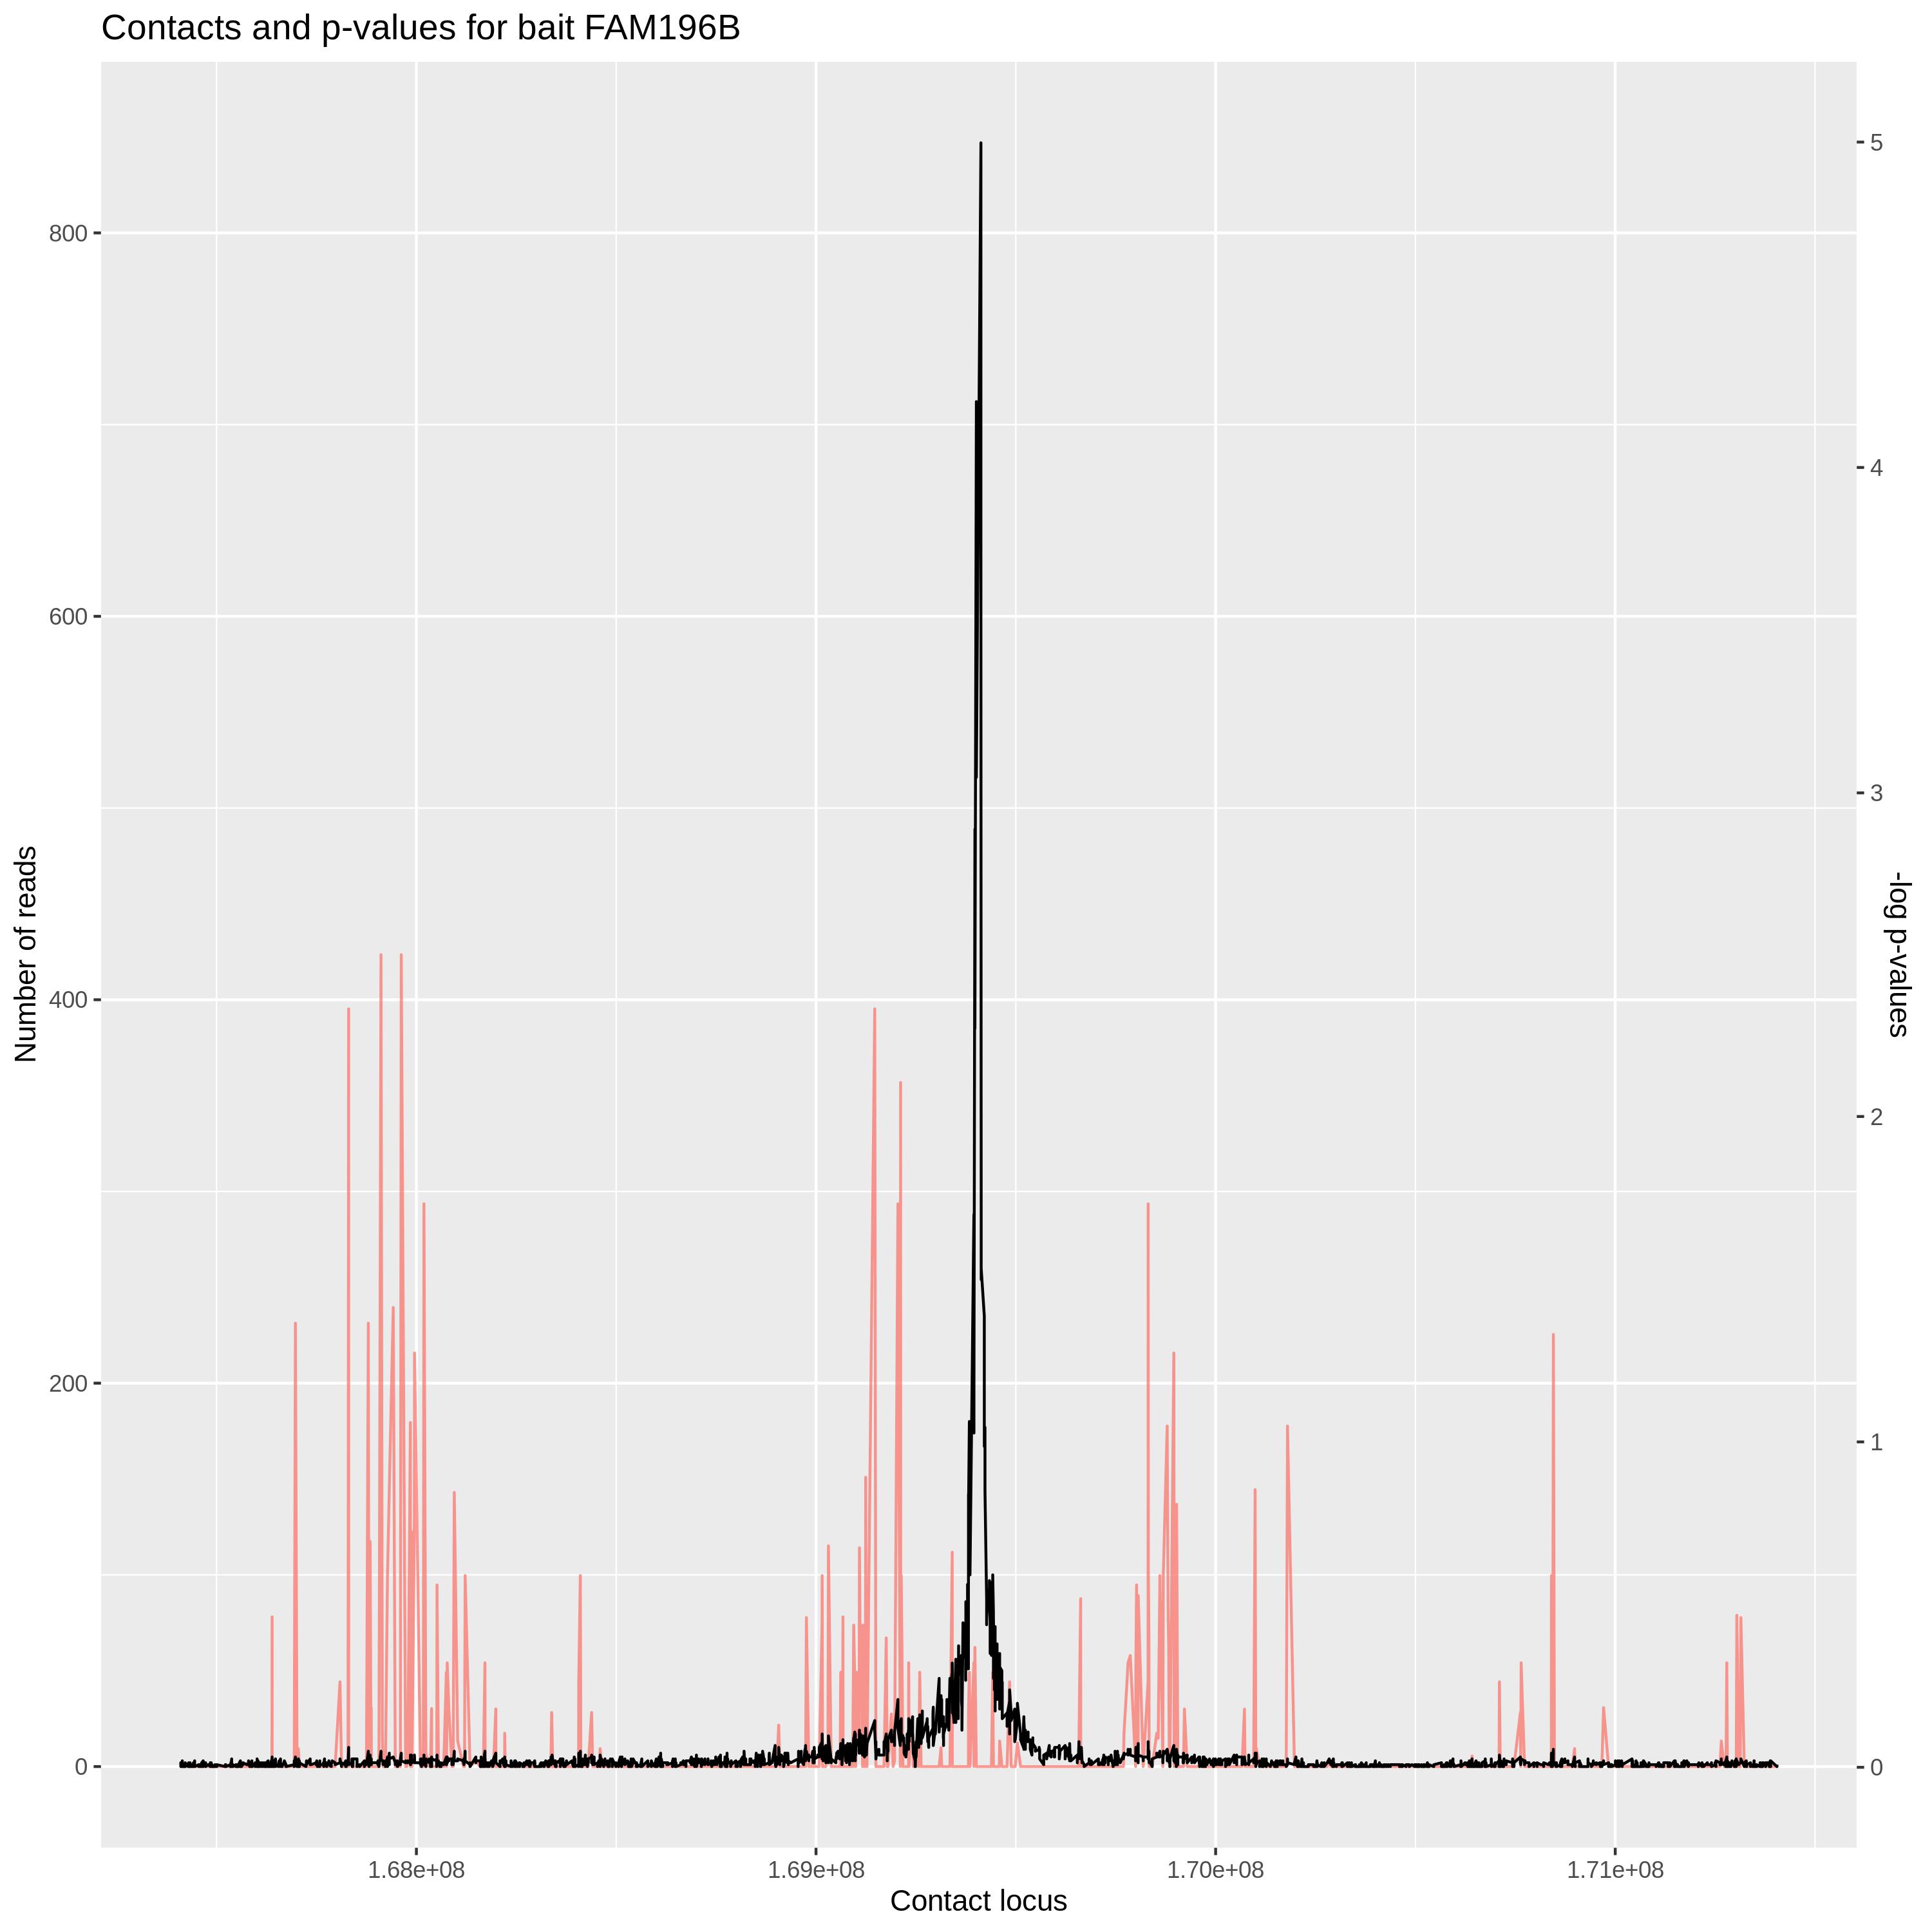 Contacts and p-values for bait FAM196B
800
600
400
200
0
5
4
3
2
1
0
Number of reads
-log p-values
1.68e+08
1.69e+08
1.70e+08
1.71e+08
Contact locus